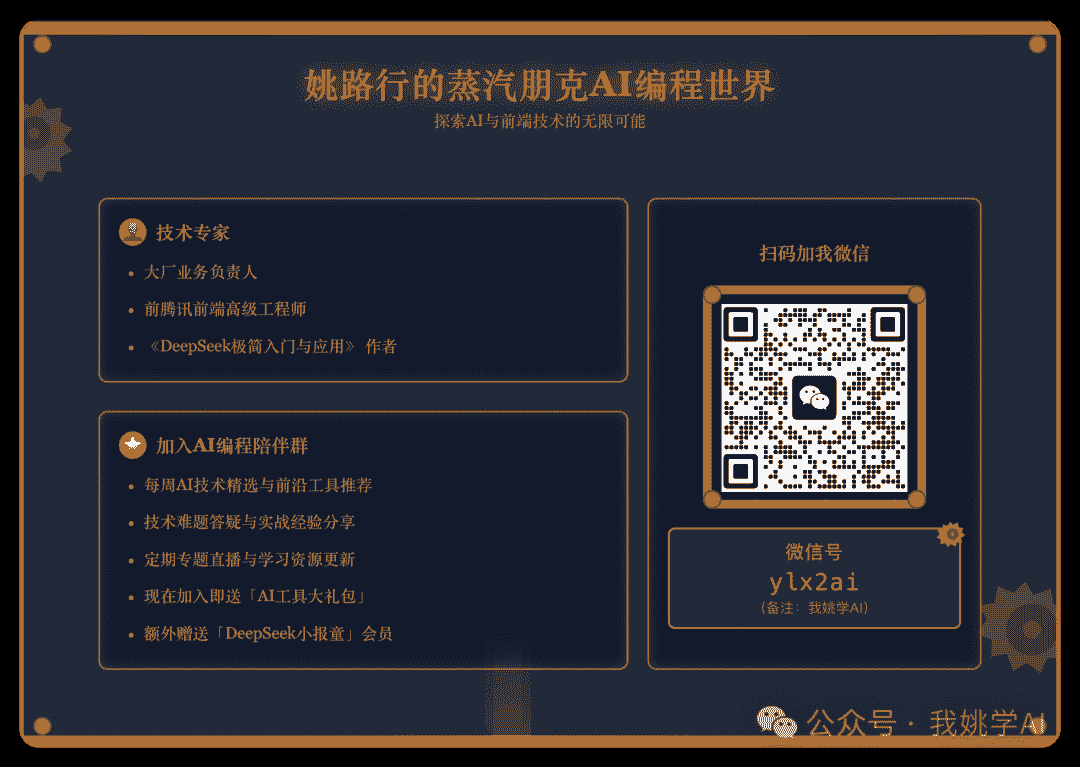 姚路行的蒸汽朋克AI编程世界
探索AI与前端技术的无限可能
技术专家
• 大厂业务负责人
• 前腾讯前端高级工程师
• 《DeepSeek极简入门与应用》 作者
加入AI编程陪伴群
• 每周AI技术精选与前沿工具推荐
• 技术难题答疑与实战经验分享
• 定期专题直播与学习资源更新
• 现在加入即送「AI工具大礼包」
• 额外赠送「DeepSeek小报童」会员
扫码加我微信
微信号
ylx2ai
（备注：我姚学AI）
公众号 · 我姚学AI